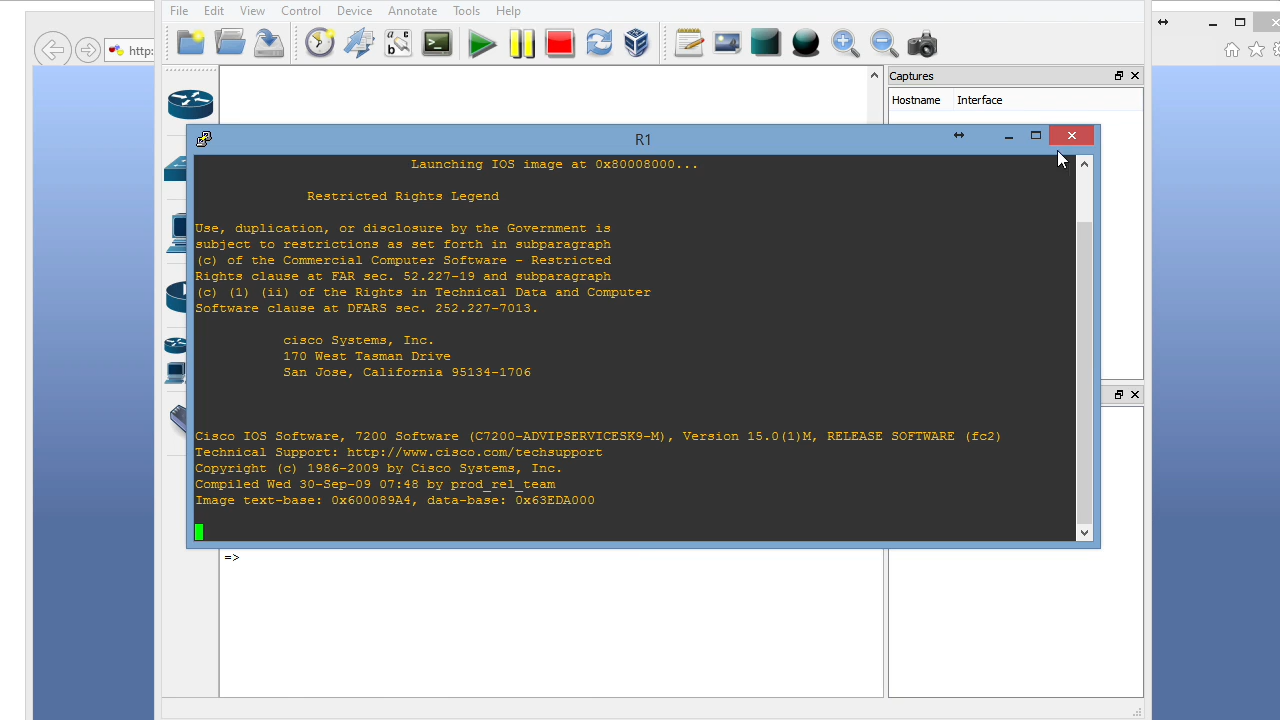 File Edit View Control Device Annotate Tools Help
http:
Captures
Hostname Interface
R1
Launching IOS image at 0x80008000...
Restricted Rights Legend
Use, duplication, or disclosure by the Government is
subject to restrictions as set forth in subparagraph
(c) of the Commercial Computer Software - Restricted
Rights clause at FAR sec. 52.227-19 and subparagraph
(c) (1) (ii) of the Rights in Technical Data and Computer
Software clause at DFARS sec. 252.227-7013.
cisco Systems, Inc.
170 West Tasman Drive
San Jose, California 95134-1706
Cisco IOS Software, 7200 Software (C7200-ADVIPSERVICESK9-M), Version 15.0(1)M, RELEASE SOFTWARE (fc2)
Technical Support: http://www.cisco.com/techsupport
Copyright (c) 1986-2009 by Cisco Systems, Inc.
Compiled Wed 30-Sep-09 07:48 by prod_rel_team
Image text-base: 0x600089A4, data-base: 0x63EDA000
=>